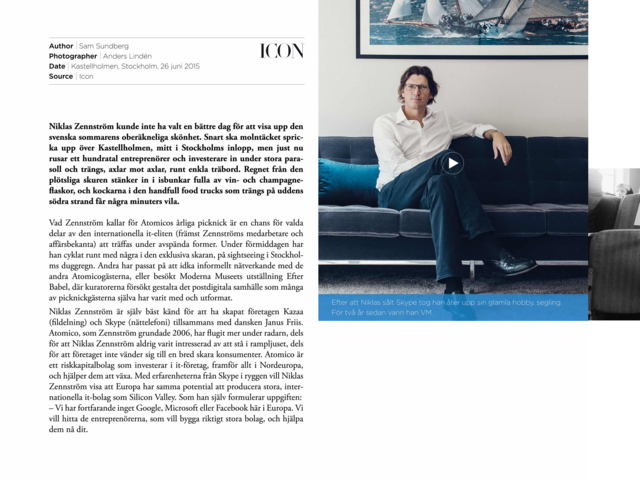 Author | Sam Sundberg
Photographer | Anders Lindén
Date | Kastellholmen, Stockholm, 26 juni 2015
Source | Icon
ICON
Niklas Zennström kunde inte ha valt en bättre dag för att visa upp den
svenska sommarens oberäkneliga skönhet. Snart ska molntäcket spric-
ka upp över Kastellholmen, mitt i Stockholms inlopp, men just nu
rusar ett hundratal entreprenörer och investerare in under stora para-
soll och trängs, axlar mot axlar, runt enkla träbord. Regnet från den
plötsliga skuren stänker in i isbunkar fulla av vin- och champagne-
flaskor, och kockarna i den handfull food trucks som trängs på uddens
södra strand får några minuters vila.
Vad Zennström kallar för Atomicos årliga picknick är en chans för valda
delar av den internationella it-eliten (främst Zennströms medarbetare och
affärsbekanta) att träffas under avspända former. Under förmiddagen har
han cyklat runt med några i den exklusiva skaran, på sightseeing i Stockhol-
ms duggregn. Andra har passat på att idka informellt nätverkande med de
andra Atomicogästerna, eller besökt Moderna Museets utställning Efter
Babel, där kuratorerna försökt gestalta det postdigitala samhälle som många
av picknickgästerna själva har varit med och utformat.
Niklas Zennström är själv bäst känd för att ha skapat företagen Kazaa
(fildelning) och Skype (nättelefoni) tillsammans med dansken Janus Friis.
Atomico, som Zennström grundade 2006, har flugit mer under radarn, dels
för att Niklas Zennström aldrig varit intresserad av att stå i rampljuset, dels
för att företaget inte vänder sig till en bred skara konsumenter. Atomico är
ett riskkapitalbolag som investerar i it-företag, framför allt i Nordeuropa,
och hjälper dem att växa. Med erfarenheterna från Skype i ryggen vill Niklas
Zennström visa att Europa har samma potential att producera stora, inter-
nationella it-bolag som Silicon Valley. Som han själv formulerar uppgiften:
– Vi har fortfarande inget Google, Microsoft eller Facebook här i Europa. Vi
vill hitta de entreprenörerna, som vill bygga riktigt stora bolag, och hjälpa
dem nå dit.
Efter att Niklas sålt Skype tog han åter upp sin glamla hobby, segling.
För två år sedan vann han VM.